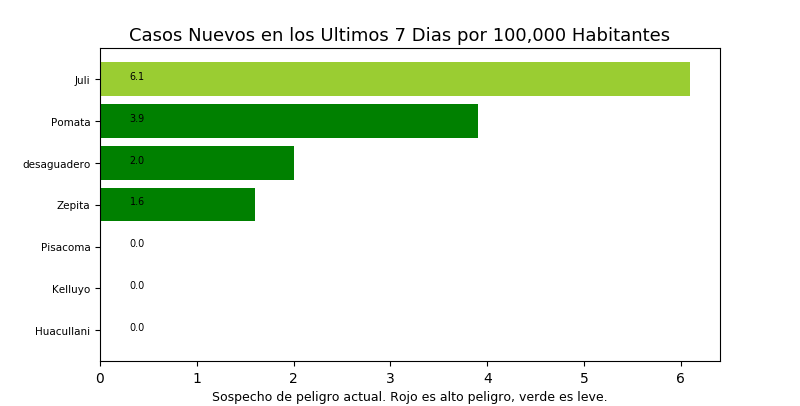 Casos Nuevos en los Ultimos 7 Dias por 100,000 Habitantes
Juli 6.1
Pomata 3.9
desaguadero 2.0
Zepita 1.6
Pisacoma 0.0
Kelluyo 0.0
Huacullani 0.0
0 1 2 3 4 5 6
Sospecho de peligro actual. Rojo es alto peligro, verde es leve.